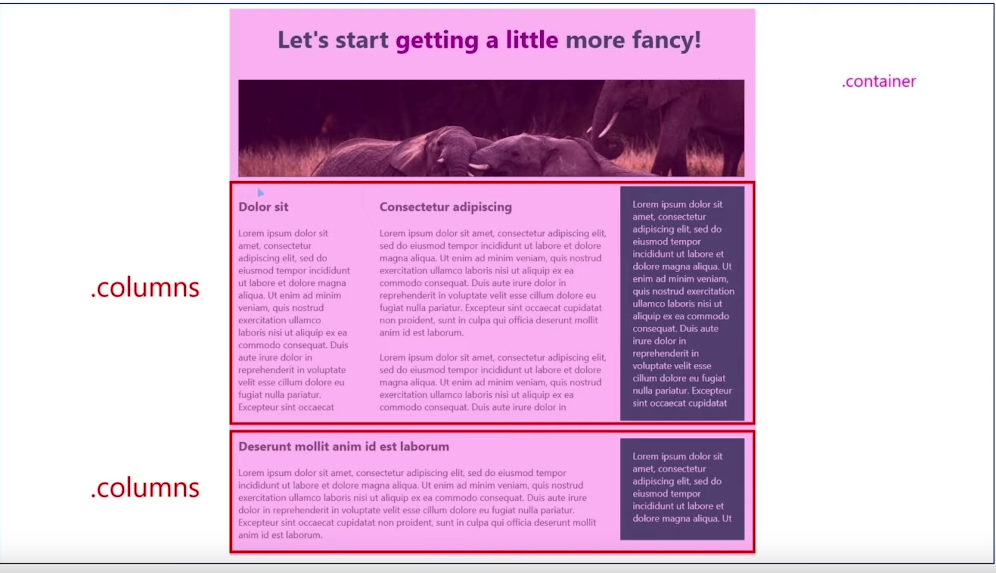 Let's start getting a little more fancy!
.container
.columns
Dolor sit
Lorem ipsum dolor sit
amet, consectetur
adipiscing elit, sed do
eiusmod tempor incididunt
ut labore et dolore magna
aliqua. Ut enim ad minim
veniam, quis nostrud
exercitation ullamco
laboris nisi ut aliquip ex ea
commodo consequat. Duis
aute irure dolor in
reprehenderit in voluptate
velit esse cillum dolore eu
fugiat nulla pariatur.
Excepteur sint occaecat
Consectetur adipiscing
Lorem ipsum dolor sit amet, consectetur adipiscing elit,
sed do eiusmod tempor incididunt ut labore et dolore
magna aliqua. Ut enim ad minim veniam, quis nostrud
exercitation ullamco laboris nisi ut aliquip ex ea
commodo consequat. Duis aute irure dolor in
reprehenderit in voluptate velit esse cillum dolore eu
fugiat nulla pariatur. Excepteur sint occaecat cupidatat
non proident, sunt in culpa qui officia deserunt mollit
anim id est laborum.
Lorem ipsum dolor sit amet, consectetur adipiscing elit,
sed do eiusmod tempor incididunt ut labore et dolore
magna aliqua. Ut enim ad minim veniam, quis nostrud
exercitation ullamco laboris nisi ut aliquip ex ea
commodo consequat. Duis aute irure dolor in
Lorem ipsum dolor sit
amet, consectetur
adipiscing elit, sed do
eiusmod tempor
incididunt ut labore et
dolore magna aliqua. Ut
enim ad minim veniam,
quis nostrud exercitation
ullamco laboris nisi ut
aliquip ex ea commodo
consequat. Duis aute
irure dolor in
reprehenderit in
voluptate velit esse
cillum dolore eu fugiat
nulla pariatur. Excepteur
sint occaecat cupidatat
.columns
Deserunt mollit anim id est laborum
Lorem ipsum dolor sit amet, consectetur adipiscing elit, sed do eiusmod tempor
incididunt ut labore et dolore magna aliqua. Ut enim ad minim veniam, quis nostrud
exercitation ullamco laboris nisi ut aliquip ex ea commodo consequat. Duis aute irure
dolor in reprehenderit in voluptate velit esse cillum dolore eu fugiat nulla pariatur.
Excepteur sint occaecat cupidatat non proident, sunt in culpa qui officia deserunt mollit
anim id est laborum.
Lorem ipsum dolor sit
amet, consectetur
adipiscing elit, sed do
eiusmod tempor
incididunt ut labore et
dolore magna aliqua. Ut